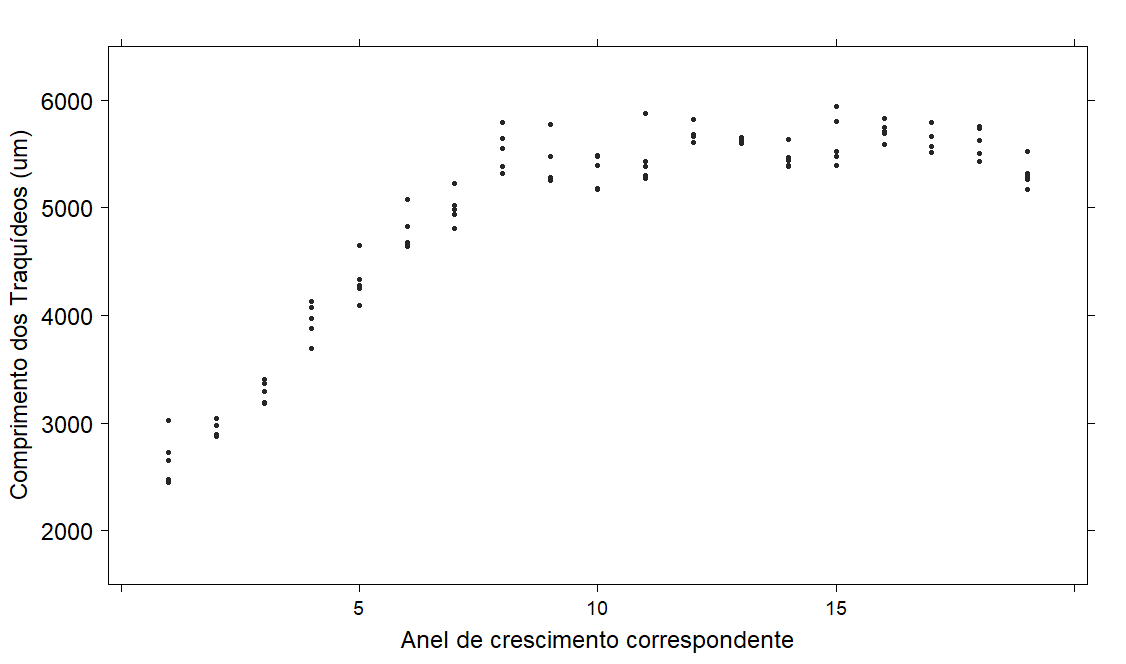 Comprimento dos Traquídeos (um)
6000
5000
4000
3000
2000
5 10 15
Anel de crescimento correspondente